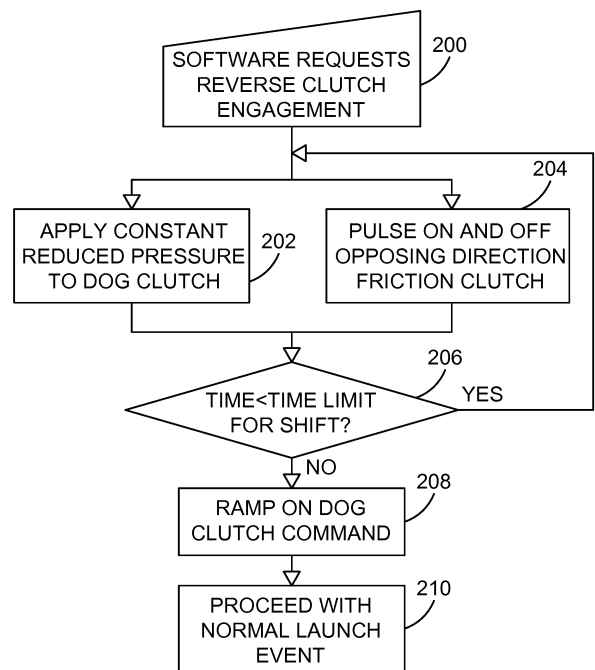 SOFTWARE REQUESTS
REVERSE CLUTCH
ENGAGEMENT
200
APPLY CONSTANT
REDUCED PRESSURE
TO DOG CLUTCH
202
PULSE ON AND OFF
OPPOSING DIRECTION
FRICTION CLUTCH
204
TIME<TIME LIMIT
FOR SHIFT?
206
YES
NO
RAMP ON DOG
CLUTCH COMMAND
208
PROCEED WITH
NORMAL LAUNCH
EVENT
210